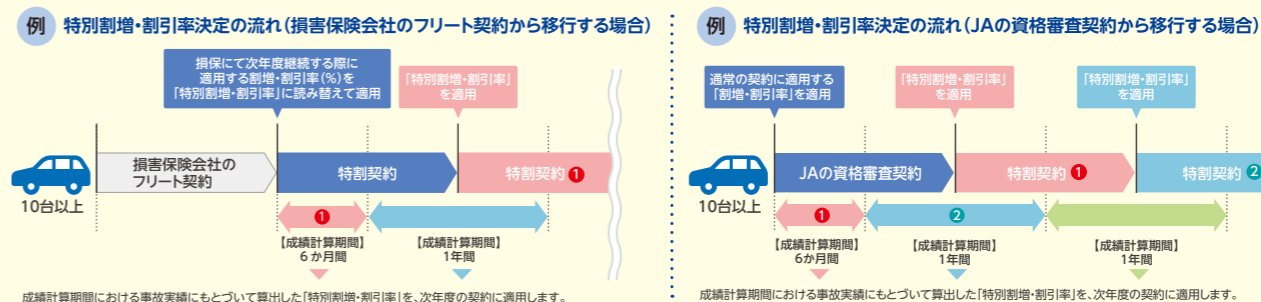 例 特別割増・割引率決定の流れ(損害保険会社のフリート契約から移行する場合)
損保にて次年度継続する際に
適用する割増・割引率(%)を
「特別割増・割引率」に読み替えて適用
「特別割増・割引率」
を適用
損害保険会社の
フリート契約
特割契約
特割契約 1
10台以上
1
【成績計算期間】
6か月間
【成績計算期間】
1年間
成績計算期間における事故実績にもとづいて算出した「特別割増・割引率」を、次年度の契約に適用します。
例 特別割増・割引率決定の流れ(JAの資格審査契約から移行する場合)
通常の契約に適用する
「割増・割引率」を適用
「特別割増・割引率」
を適用
「特別割増・割引率」
を適用
JAの資格審査契約
特割契約 1
特割契約 2
10台以上
1
2
【成績計算期間】
6か月間
【成績計算期間】
1年間
【成績計算期間】
1年間
成績計算期間における事故実績にもとづいて算出した「特別割増・割引率」を、次年度の契約に適用します。